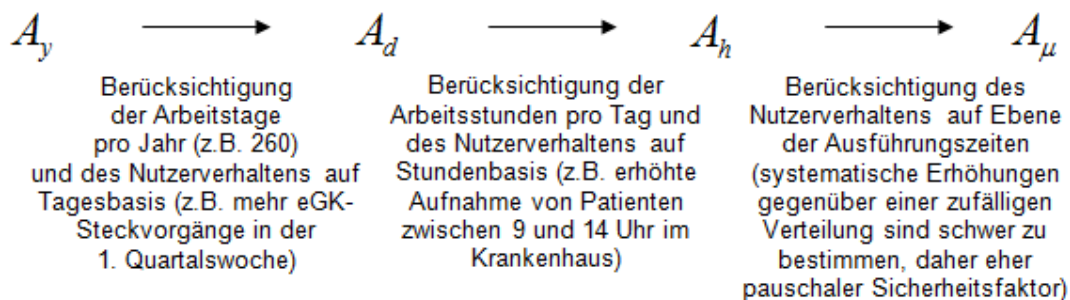 A_y A_d A_h A_μ
Berücksichtigung
der Arbeitstage
pro Jahr (z.B. 260)
und des Nutzerverhaltens auf
Tagesbasis (z.B. mehr eGK-
Steckvorgänge in der
1. Quartalswoche)
Berücksichtigung der
Arbeitsstunden pro Tag und
des Nutzerverhaltens auf
Stundenbasis (z.B. erhöhte
Aufnahme von Patienten
zwischen 9 und 14 Uhr im
Krankenhaus)
Berücksichtigung des
Nutzerverhaltens auf Ebene
der Ausführungszeiten
(systematische Erhöhungen
gegenüber einer zufälligen
Verteilung sind schwer zu
bestimmen, daher eher
pauschaler Sicherheitsfaktor)